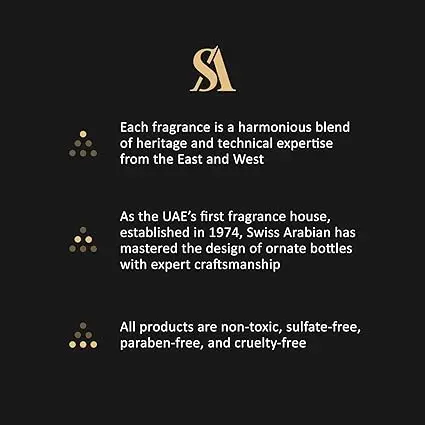 SA
Each fragrance is a harmonious blend
of heritage and technical expertise
from the East and West
As the UAE's first fragrance house,
established in 1974, Swiss Arabian has
mastered the design of ornate bottles
with expert craftsmanship
All products are non-toxic, sulfate-free,
paraben-free, and cruelty-free